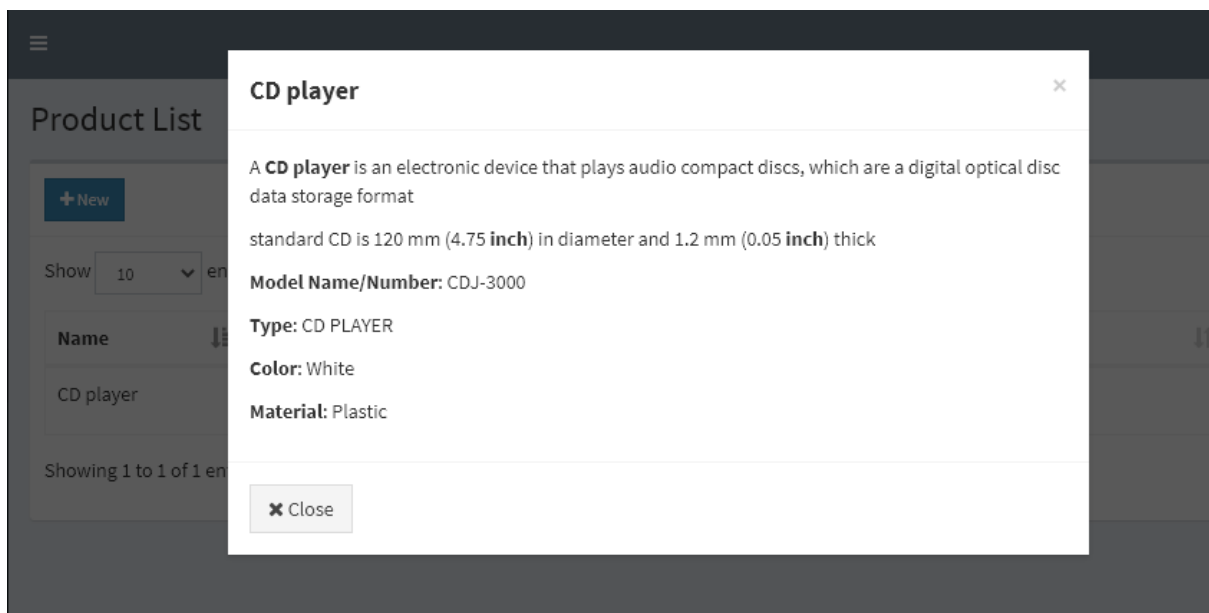 Product List
+ New
Show 10 en
Name
CD player
Showing 1 to 1 of 1 en
CD player ×
A CD player is an electronic device that plays audio compact discs, which are a digital optical disc
data storage format
standard CD is 120 mm (4.75 inch) in diameter and 1.2 mm (0.05 inch) thick
Model Name/Number: CDJ-3000
Type: CD PLAYER
Color: White
Material: Plastic
✖ Close